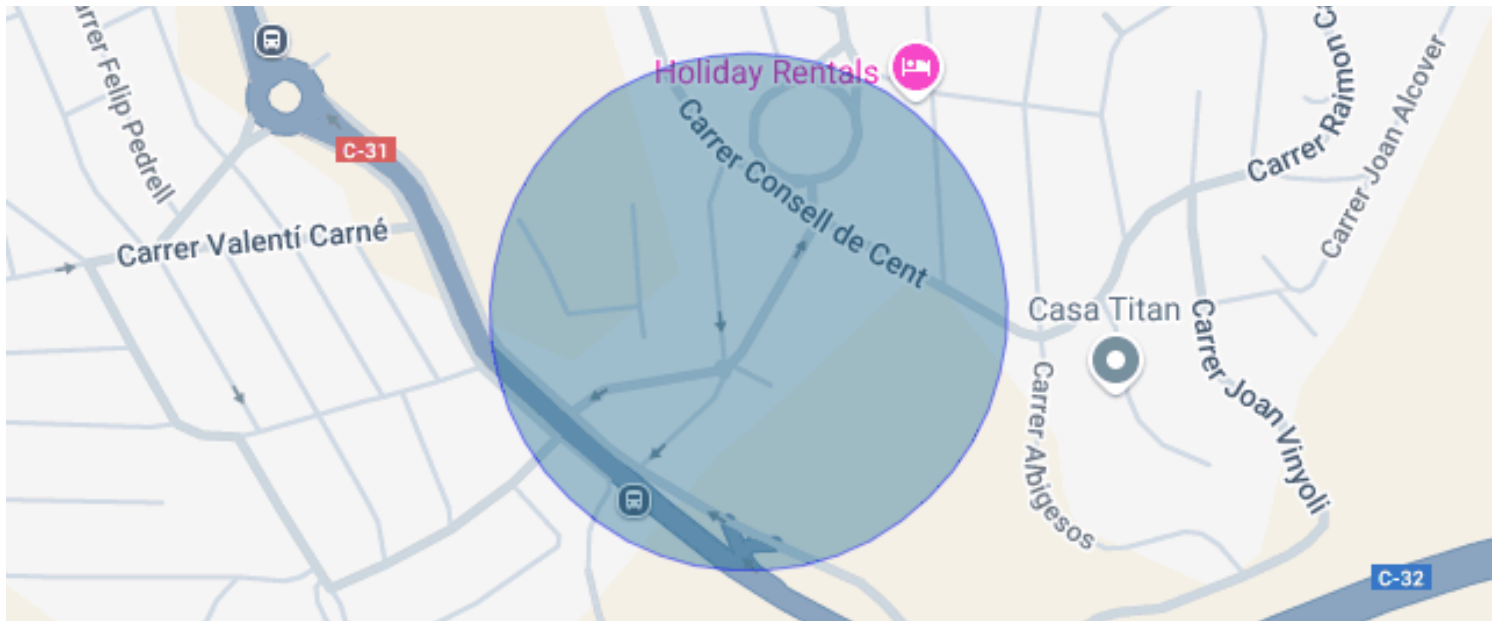 Carrer Felip Pedrell
C-31
Carrer Valentí Carné
Holiday Rentals
Carrer Consell de Cent
Carrer Raimon C
Carrer Joan Alcover
Casa Titan
Carrer Joan Vinyoli
Carrer Albigesos
C-32